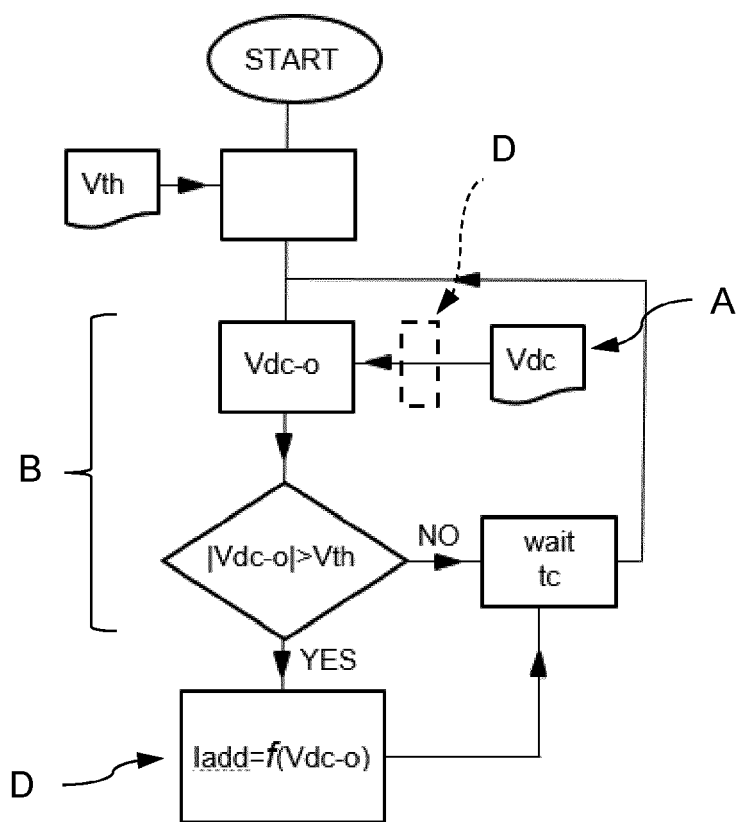 START
D
Vth
A
Vdc-o
Vdc
B
|Vdc-o|>Vth
NO
wait
tc
YES
Iadd=f(Vdc-o)
D